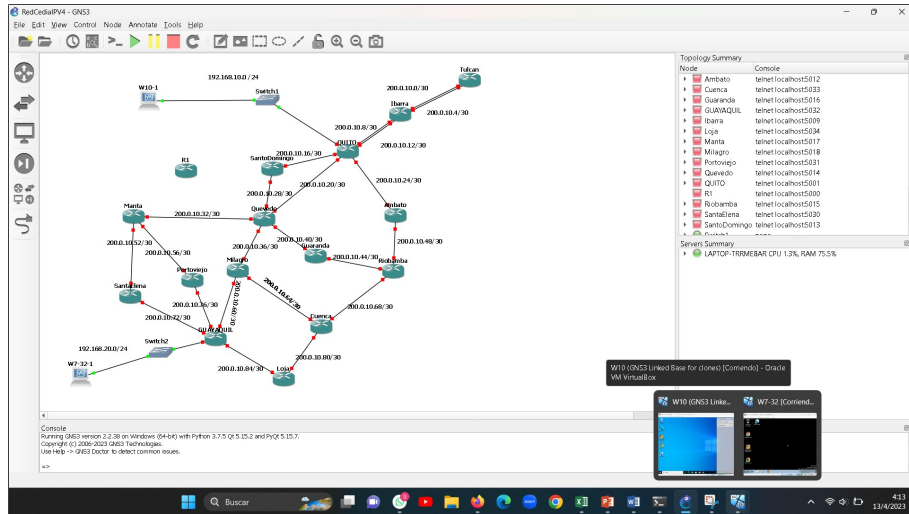 RedCedialPV4 - GNS3
File Edit View Control Node Annotate Tools Help
Topology Summary
Node Console
Ambato telnet localhost:5012
Cuenca telnet localhost:5033
Guaranda telnet localhost:5016
GUAYAQUIL telnet localhost:5032
Ibarra telnet localhost:5009
Loja telnet localhost:5034
Manta telnet localhost:5017
Milagro telnet localhost:5018
Portoviejo telnet localhost:5031
Quevedo telnet localhost:5014
QUITO telnet localhost:5001
R1 telnet localhost:5000
Riobamba telnet localhost:5015
SantaElena telnet localhost:5030
SantoDomingo telnet localhost:5013
Servers Summary
LAPTOP-TRRME8AR CPU 1.3%, RAM 75.5%
Tulcan
192.168.10.0 / 24
W10-1
Switch1
200.0.10.0/30
Ibarra
200.0.10.4/30
200.0.10.8/30
QUITO
200.0.10.12/30
200.0.10.16/30
SantoDomingo
R1
200.0.10.20/30
200.0.10.24/30
200.0.10.28/30
Manta
200.0.10.32/30
Quevedo
Ambato
200.0.10.52/30
200.0.10.56/30
200.0.10.36/30
200.0.10.40/30
Guaranda
200.0.10.48/30
200.0.10.44/30
Riobamba
Milagro
Portoviejo
SantaElena
200.0.10.60/30
200.0.10.64/30
200.0.10.76/30
200.0.10.68/30
200.0.10.72/30
Cuenca
GUAYAQUIL
Switch2
192.168.20.0/24
W7-32-1
200.0.10.80/30
200.0.10.84/30
Loja
W10 (GNS3 Linked Base for clones) [Corriendo] - Oracle
VM VirtualBox
W10 (GNS3 Linke...
W7-32 [Corriend...
Console
Running GNS3 version 2.2.38 on Windows (64-bit) with Python 3.7.5 Qt 5.15.2 and PyQt 5.15.7.
Copyright (c) 2006-2023 GNS3 Technologies.
Use Help -> GNS3 Doctor to detect common issues.
=>
Buscar
4:13
13/4/2023